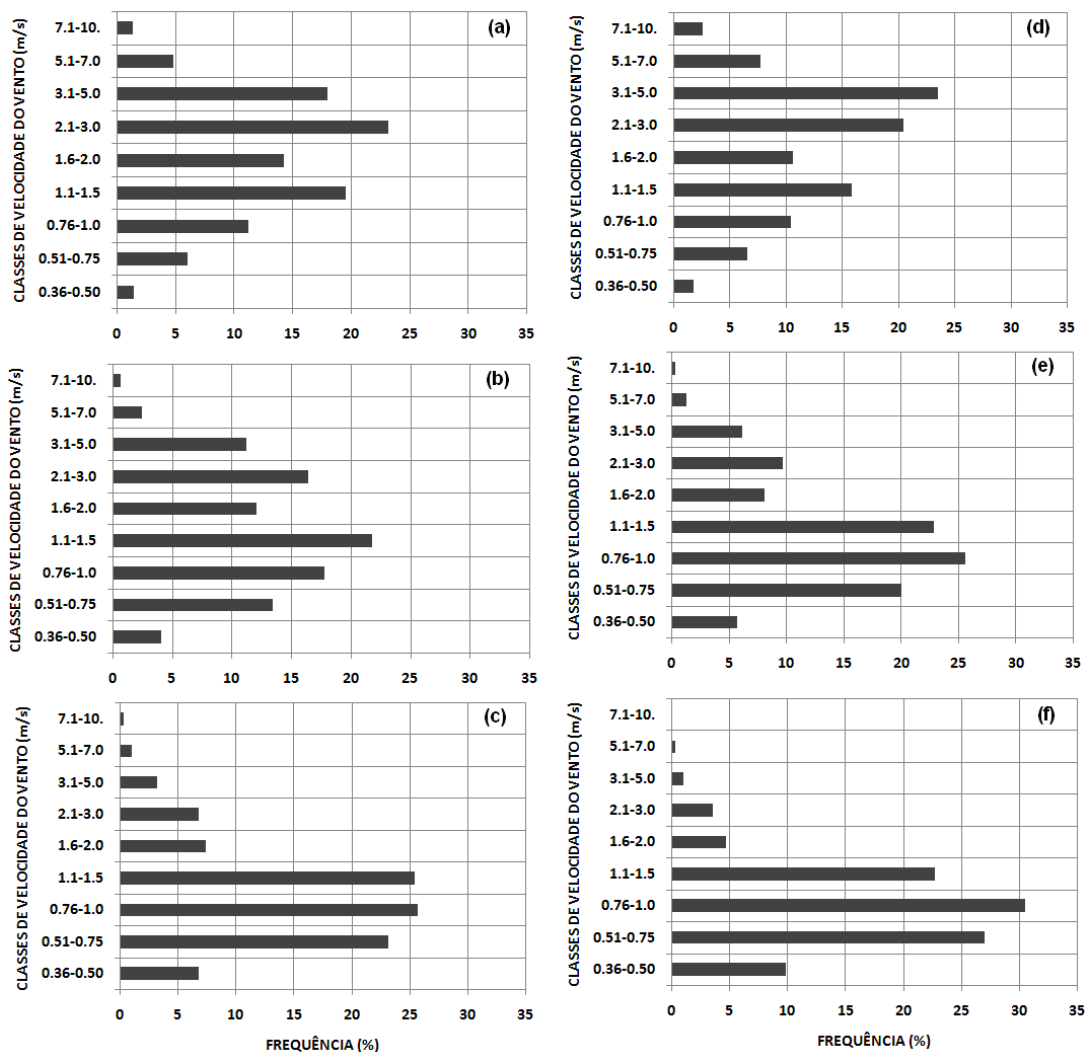 CLASSES DE VELOCIDADE DO VENTO (m/s)
(a)
7.1-10.
5.1-7.0
3.1-5.0
2.1-3.0
1.6-2.0
1.1-1.5
0.76-1.0
0.51-0.75
0.36-0.50
0 5 10 15 20 25 30 35
CLASSES DE VELOCIDADE DO VENTO (m/s)
(d)
7.1-10.
5.1-7.0
3.1-5.0
2.1-3.0
1.6-2.0
1.1-1.5
0.76-1.0
0.51-0.75
0.36-0.50
0 5 10 15 20 25 30 35
CLASSES DE VELOCIDADE DO VENTO (m/s)
(b)
7.1-10.
5.1-7.0
3.1-5.0
2.1-3.0
1.6-2.0
1.1-1.5
0.76-1.0
0.51-0.75
0.36-0.50
0 5 10 15 20 25 30 35
CLASSES DE VELOCIDADE DO VENTO (m/s)
(e)
7.1-10.
5.1-7.0
3.1-5.0
2.1-3.0
1.6-2.0
1.1-1.5
0.76-1.0
0.51-0.75
0.36-0.50
0 5 10 15 20 25 30 35
CLASSES DE VELOCIDADE DO VENTO (m/s)
(c)
7.1-10.
5.1-7.0
3.1-5.0
2.1-3.0
1.6-2.0
1.1-1.5
0.76-1.0
0.51-0.75
0.36-0.50
0 5 10 15 20 25 30 35
FREQUÊNCIA (%)
CLASSES DE VELOCIDADE DO VENTO (m/s)
(f)
7.1-10.
5.1-7.0
3.1-5.0
2.1-3.0
1.6-2.0
1.1-1.5
0.76-1.0
0.51-0.75
0.36-0.50
0 5 10 15 20 25 30 35
FREQUÊNCIA (%)